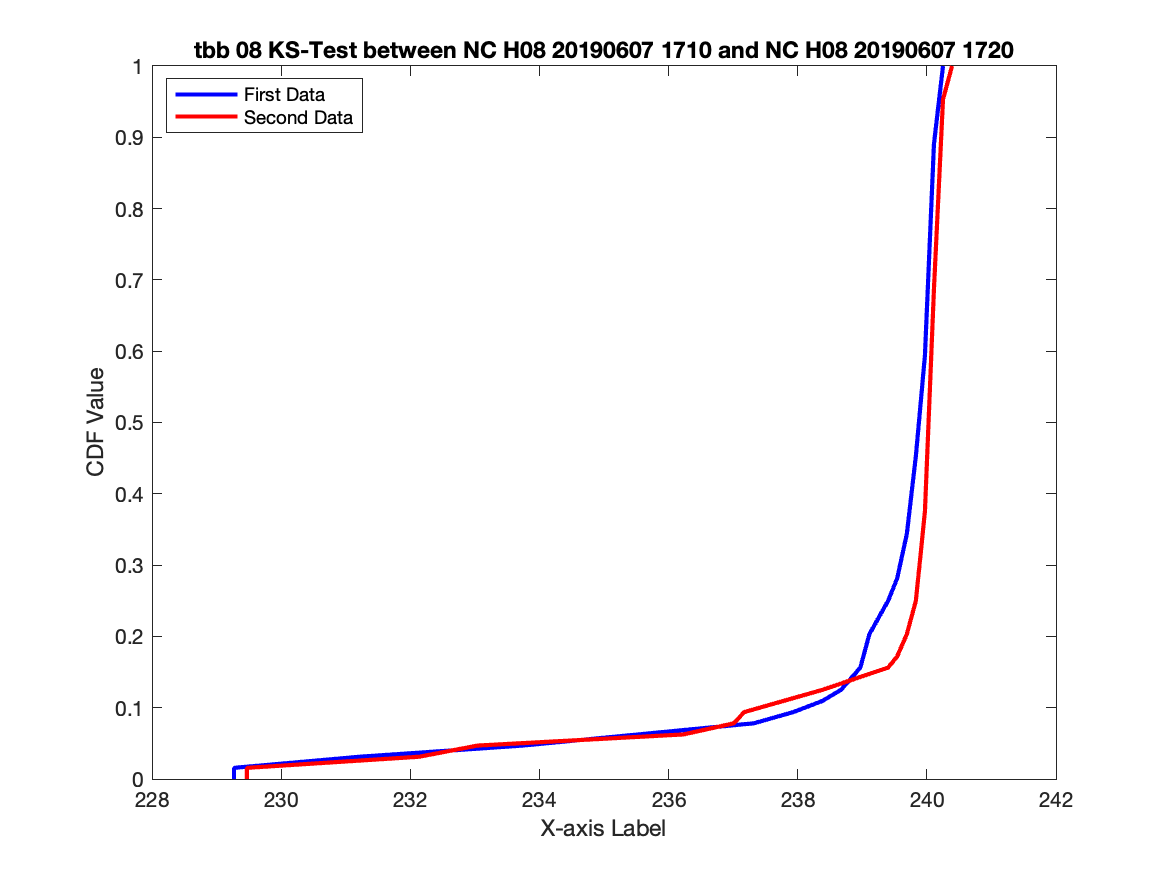 tbb 08 KS-Test between NC H08 20190607 1710 and NC H08 20190607 1720
First Data
Second Data
CDF Value
1
0.9
0.8
0.7
0.6
0.5
0.4
0.3
0.2
0.1
0
228 230 232 234 236 238 240 242
X-axis Label